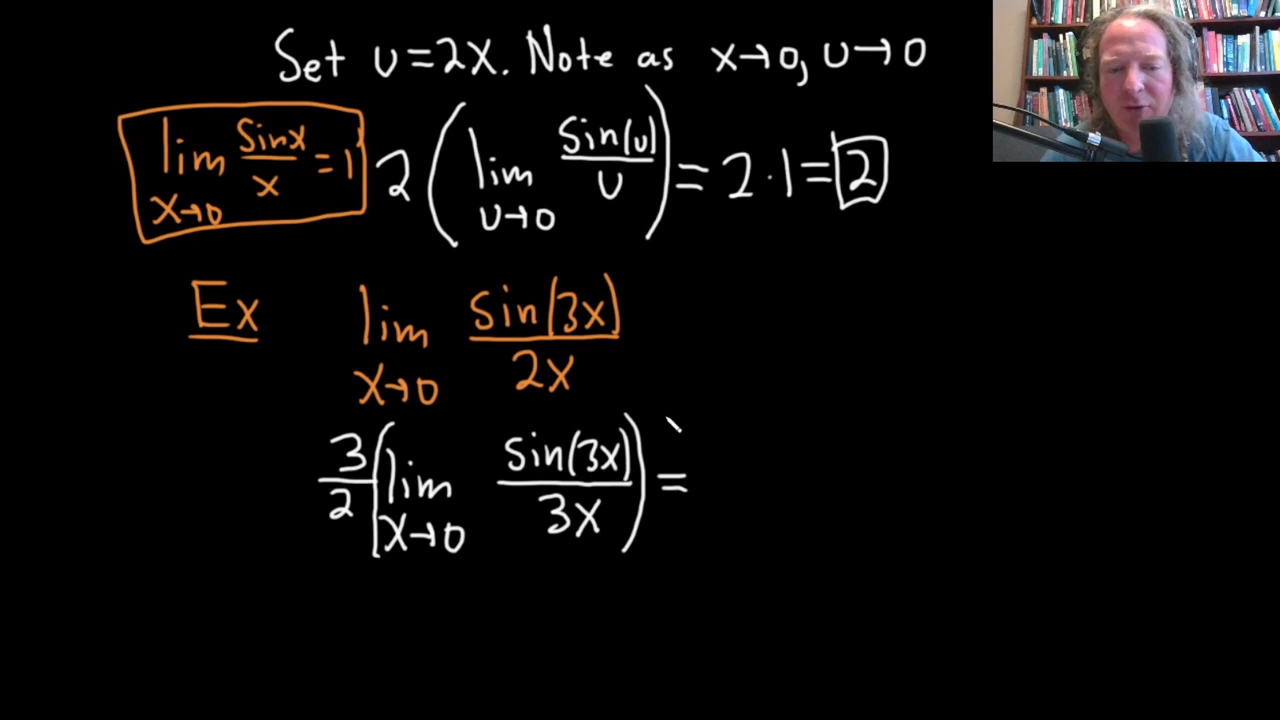 Set u=2x. Note as x→0, u→0
lim x→0 sinx/x = 1
2 ( lim u→0 sin(u)/u ) = 2·1 = 2
Ex lim x→0 sin(3x)/2x
3/2 ( lim x→0 sin(3x)/3x ) =